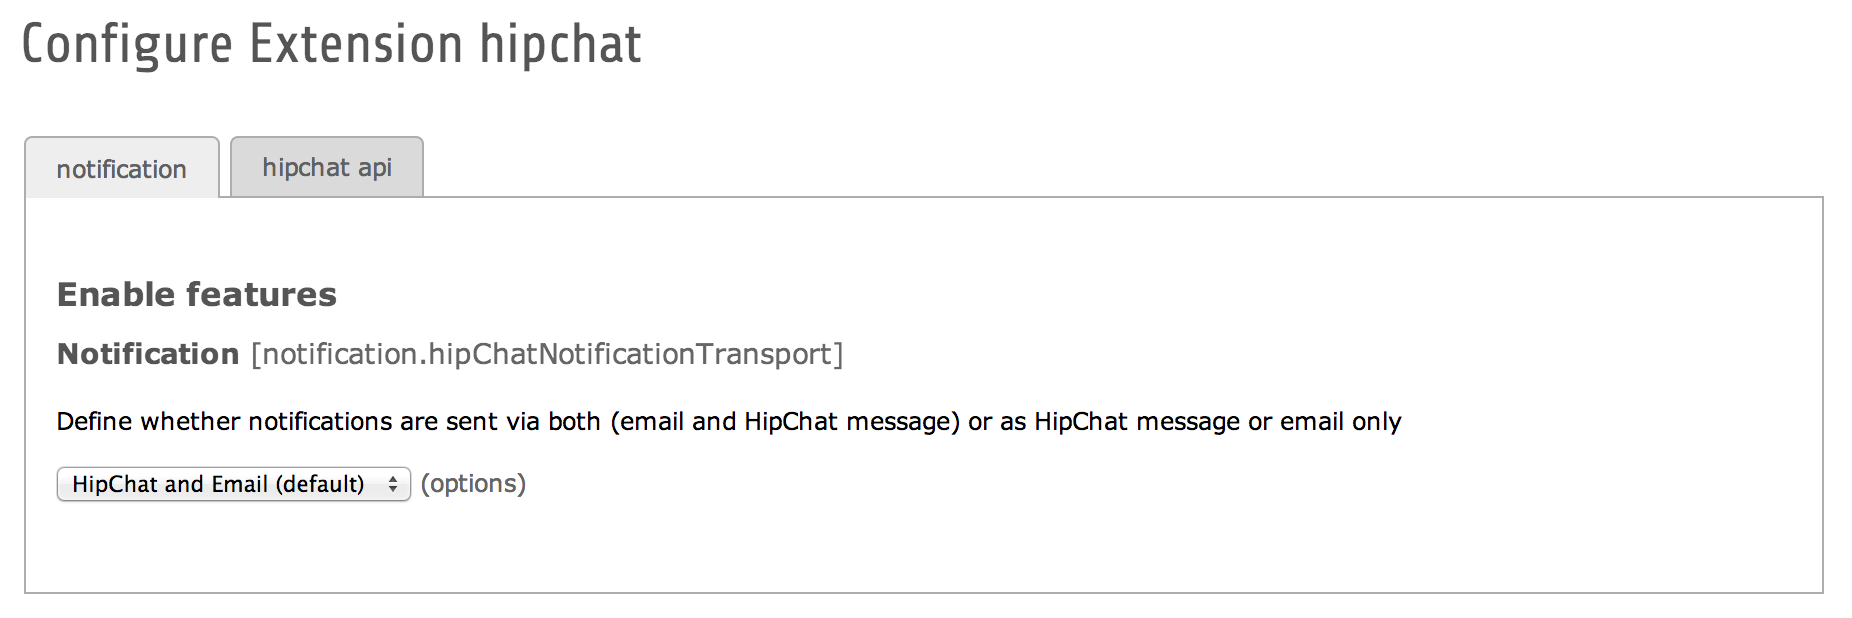 Configure Extension hipchat
notification
hipchat api
Enable features
Notification [notification.hipChatNotificationTransport]
Define whether notifications are sent via both (email and HipChat message) or as HipChat message or email only
HipChat and Email (default) (options)